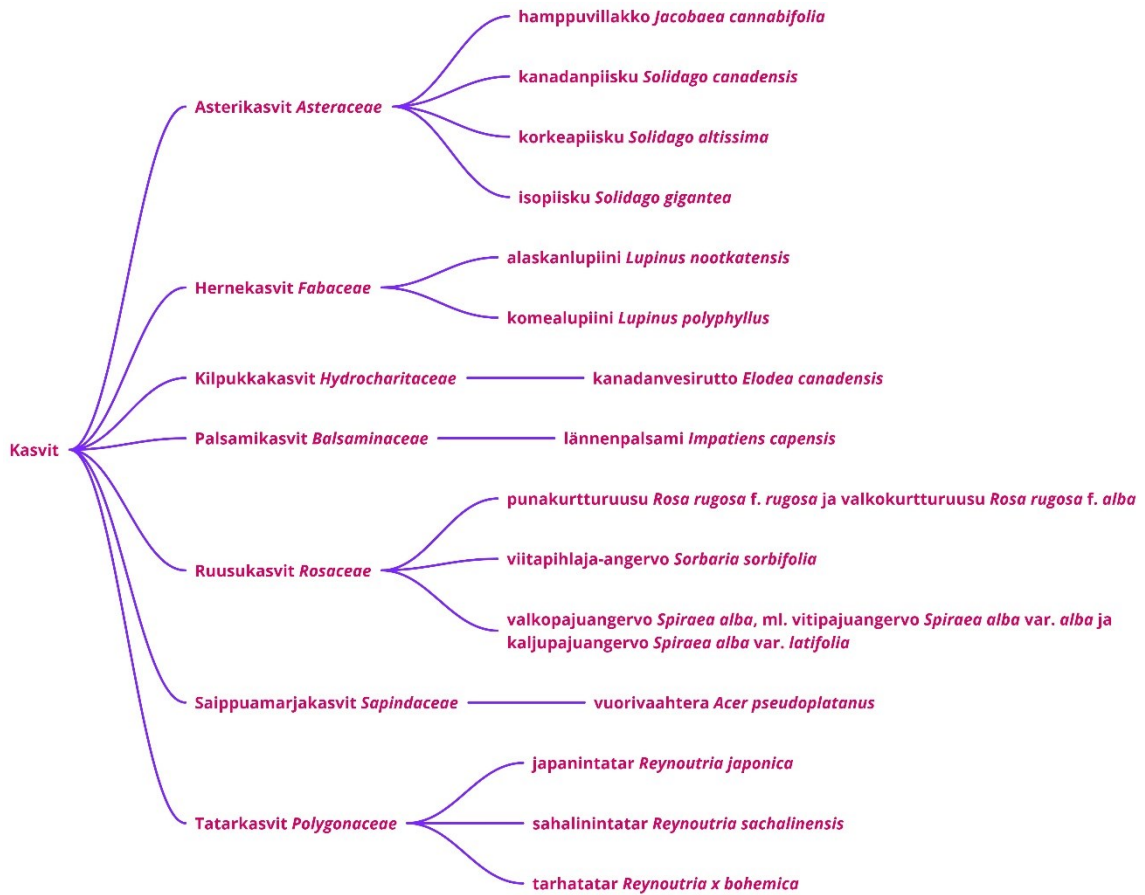 Kasvit
Asterikasvit Asteraceae
hamppuvillakko Jacobaea cannabifolia
kanadanpiisku Solidago canadensis
korkeapiisku Solidago altissima
isopiisku Solidago gigantea
Hernekasvit Fabaceae
alaskanlupiini Lupinus nootkatensis
komealupiini Lupinus polyphyllus
Kilpukkakasvit Hydrocharitaceae
kanadanvesirutto Elodea canadensis
Palsamikasvit Balsaminaceae
lännenpalsami Impatiens capensis
Ruusukasvit Rosaceae
punakurtturuusu Rosa rugosa f. rugosa ja valkokurtturuusu Rosa rugosa f. alba
viitapihlaja-angervo Sorbaria sorbifolia
valkopajuangervo Spiraea alba, ml. vitipajuangervo Spiraea alba var. alba ja
kaljupajuangervo Spiraea alba var. latifolia
Saippuamarjakasvit Sapindaceae
vuorivaahtera Acer pseudoplatanus
Tatarkasvit Polygonaceae
japanintatar Reynoutria japonica
sahalinintatar Reynoutria sachalinensis
tarhatatar Reynoutria x bohemica